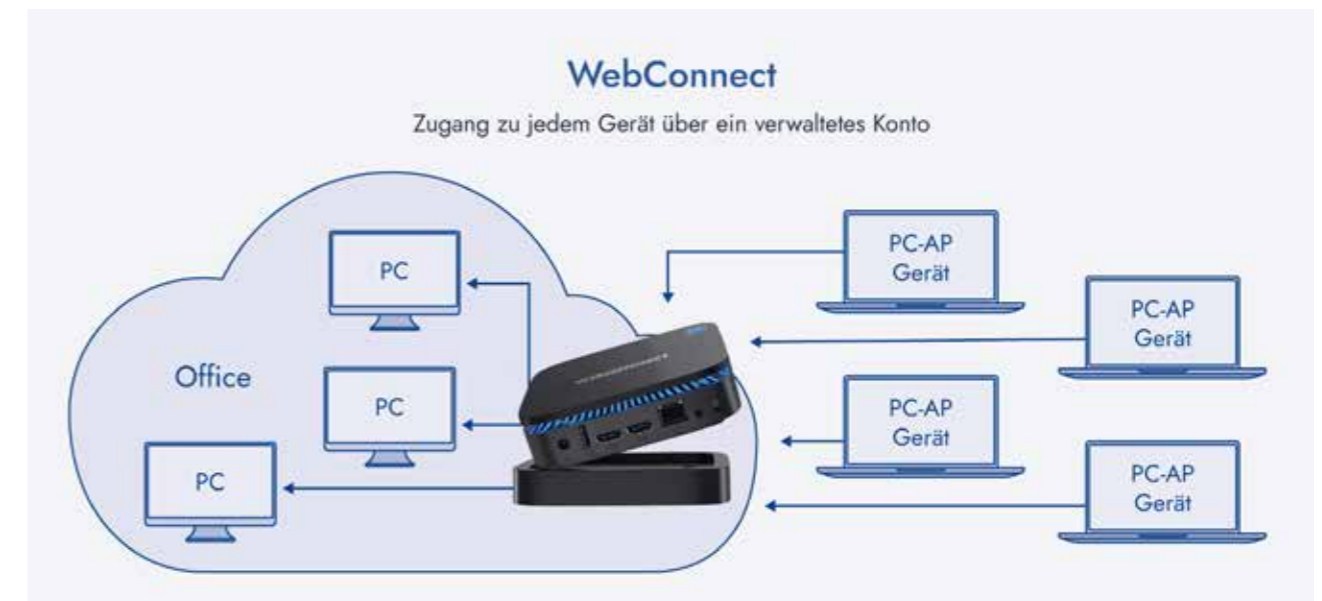 WebConnect
Zugang zu jedem Gerät über ein verwaltetes Konto
PC
Office
PC
PC
PC-AP
Gerät
PC-AP
Gerät
PC-AP
Gerät
PC-AP
Gerät